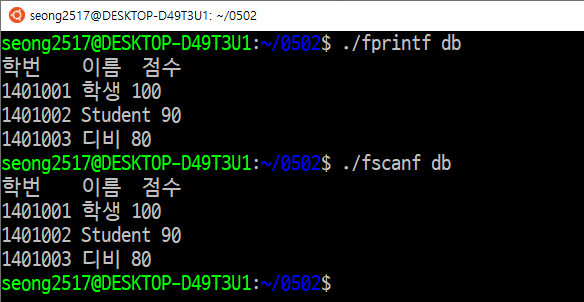 seong2517@DESKTOP-D49T3U1: ~/0502
seong2517@DESKTOP-D49T3U1:~/0502$ ./fprintf db
학번 이름 점수
1401001 학생 100
1401002 Student 90
1401003 디비 80
seong2517@DESKTOP-D49T3U1:~/0502$ ./fscanf db
학번 이름 점수
1401001 학생 100
1401002 Student 90
1401003 디비 80
seong2517@DESKTOP-D49T3U1:~/0502$